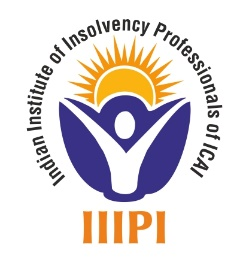 Indian Institute of Insolvency Professionals of ICAI
IIIPI